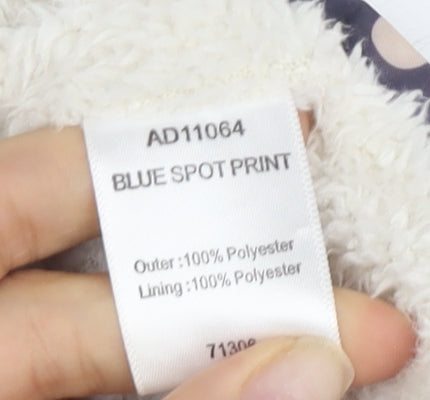 AD11064
BLUE SPOT PRINT
Outer :100% Polyester
Lining :100% Polyester